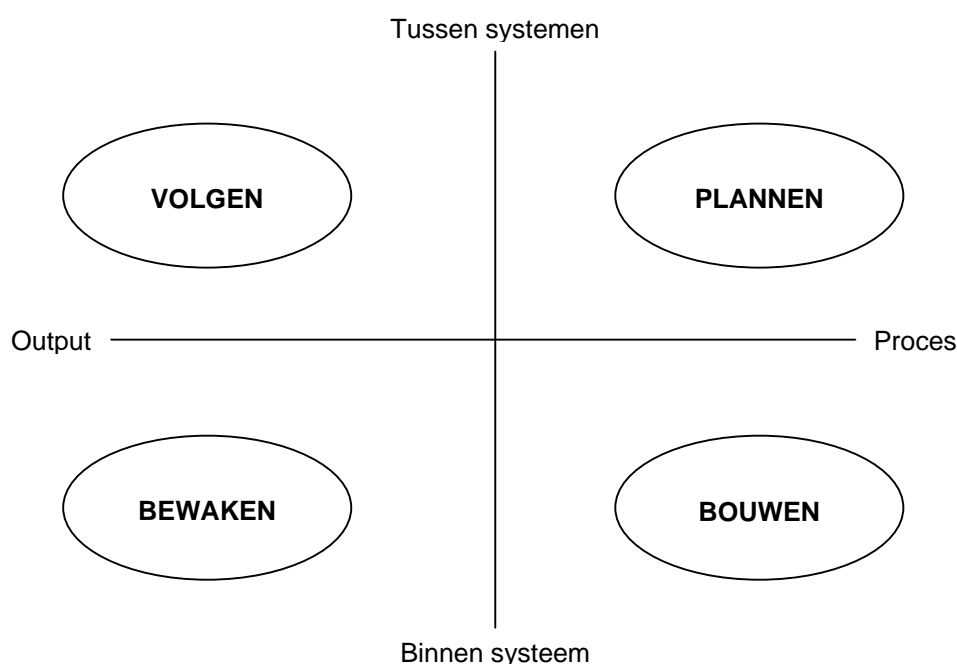 Tussen systemen
VOLGEN
PLANNEN
Output
Proces
BEWAKEN
BOUWEN
Binnen systeem